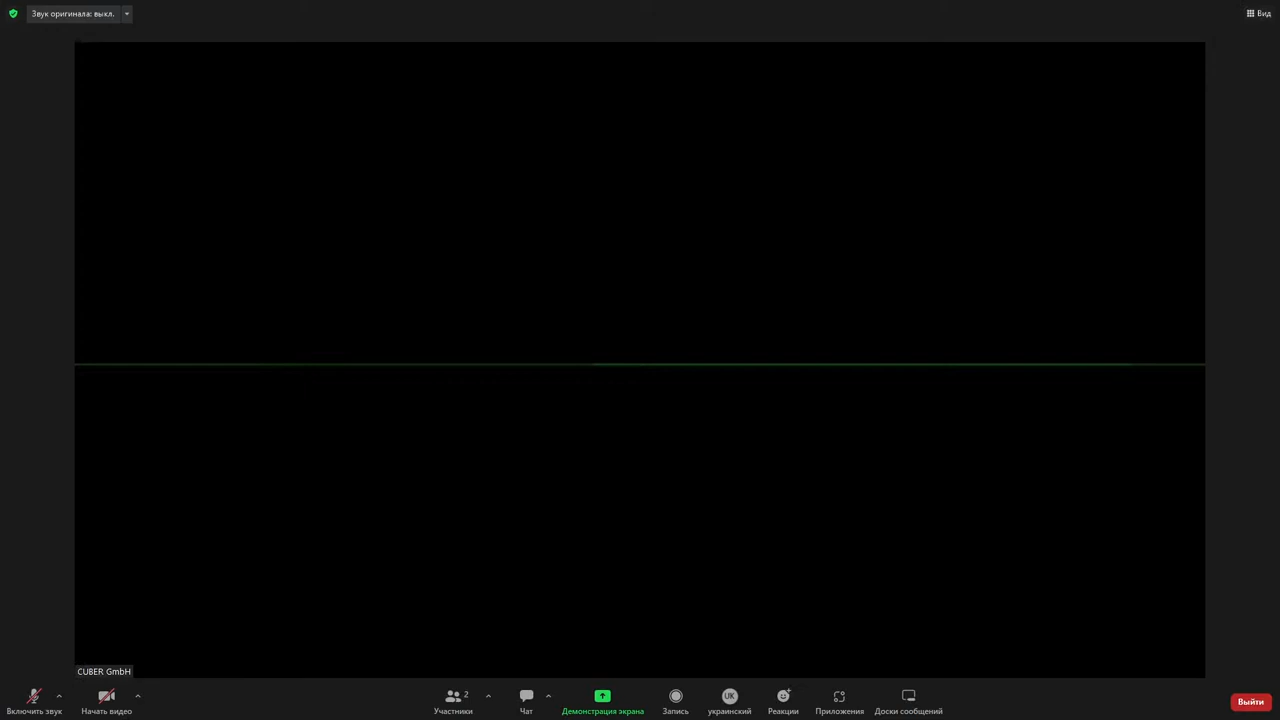 Звук оригинала: выкл.
Вид
CUBER GmbH
Включить звук
Начать видео
Участники
2
Чат
Демонстрация экрана
Запись
UK
украинский
Реакции
Приложения
Доски сообщений
Выйти